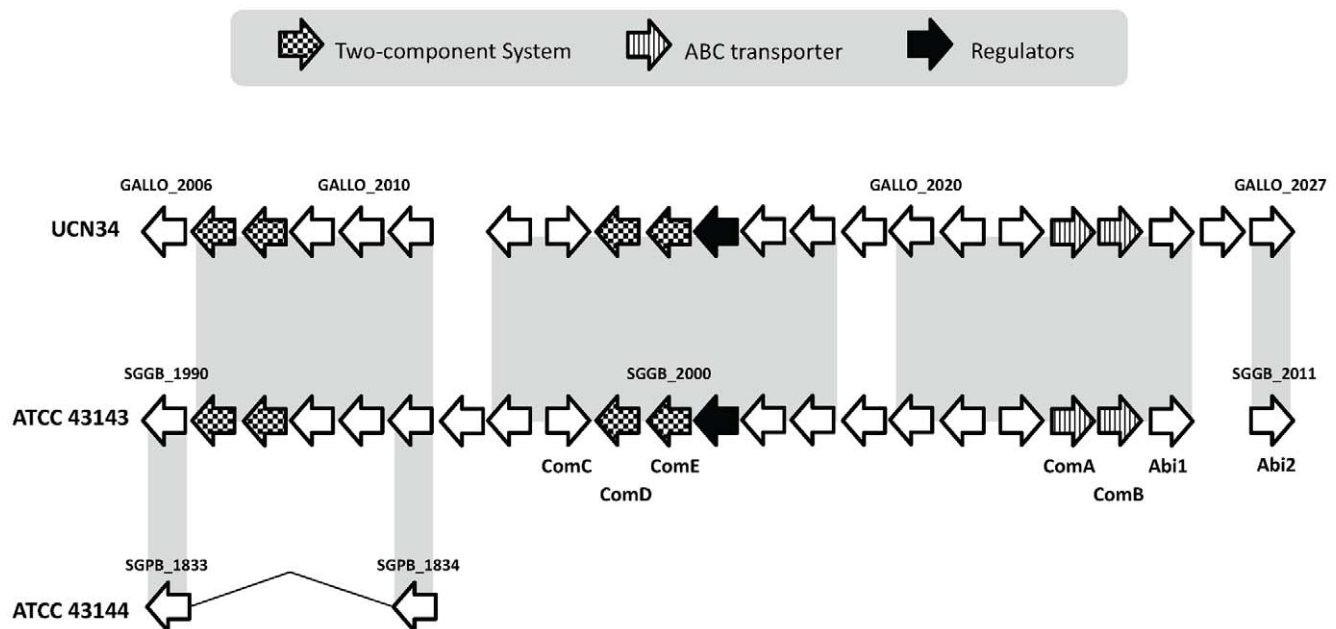 Two-component System ABC transporter Regulators
GALLO_2006 GALLO_2010 GALLO_2020 GALLO_2027
UCN34
SGGB_1990 SGGB_2000 SGGB_2011
ATCC 43143
ComC ComE ComA Abi1 Abi2
ComD ComB
SGPB_1833 SGPB_1834
ATCC 43144